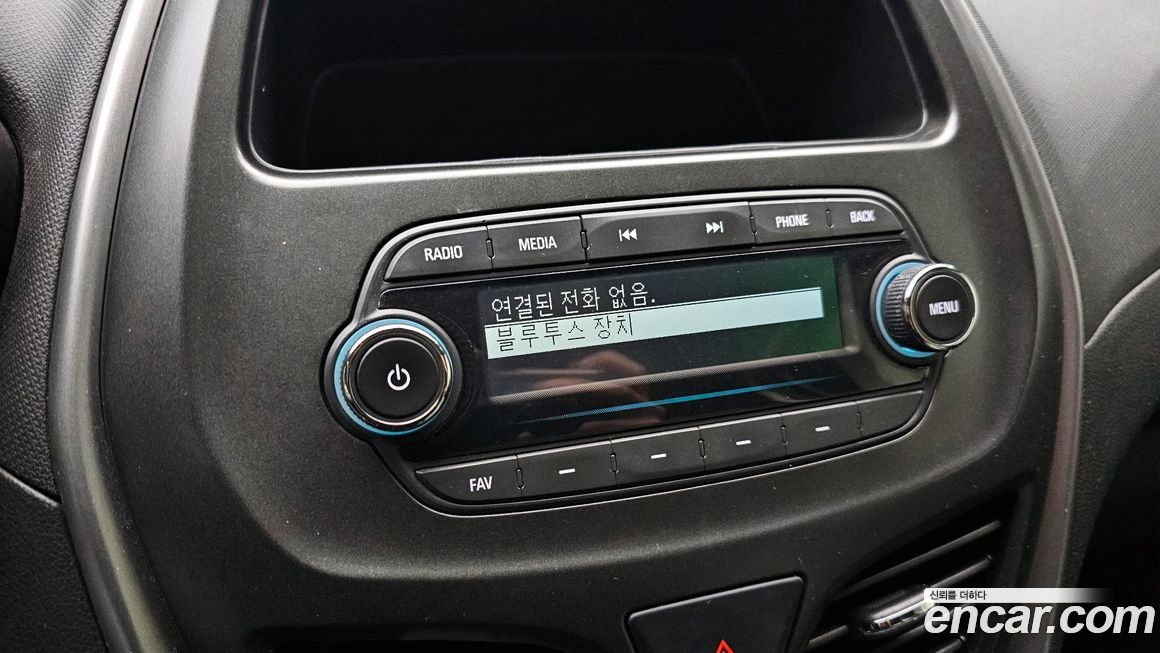 RADIO
MEDIA
PHONE
BACK
연결된 전화 없음.
블루투스 장치
MENU
FAV
신뢰를 더하다
encar.com